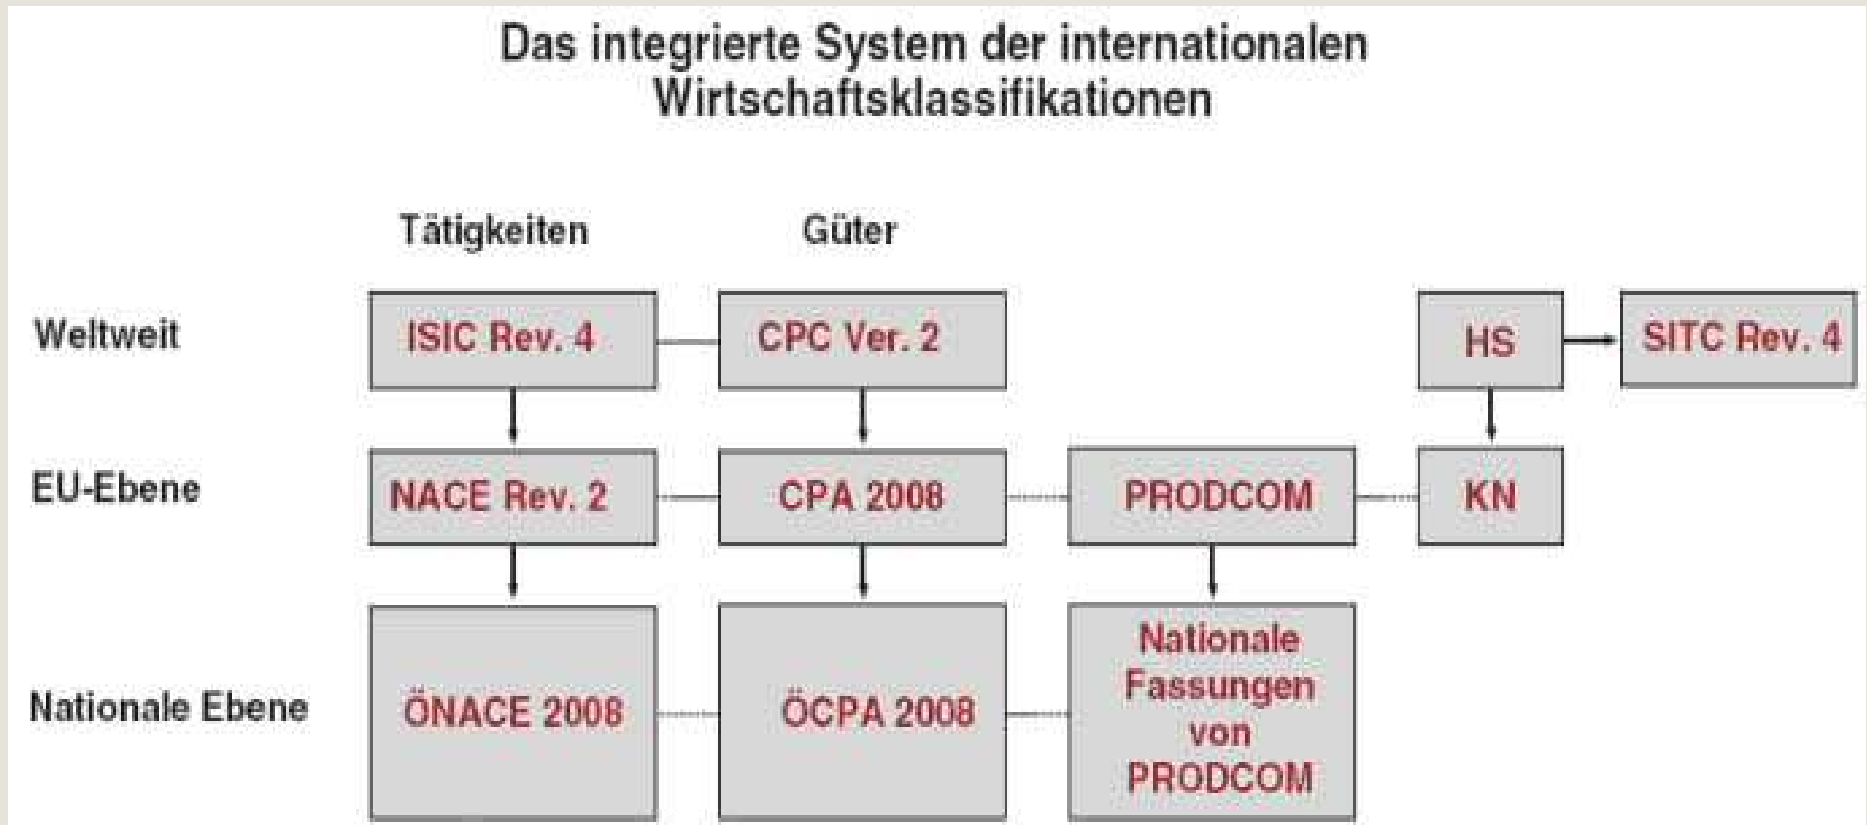 Das integrierte System der internationalen
Wirtschaftsklassifikationen
Tätigkeiten Güter
Weltweit ISIC Rev. 4 CPC Ver. 2 HS SITC Rev. 4
EU-Ebene NACE Rev. 2 CPA 2008 PRODCOM KN
Nationale Ebene ÖNACE 2008 ÖCPA 2008
Nationale
Fassungen
von
PRODCOM